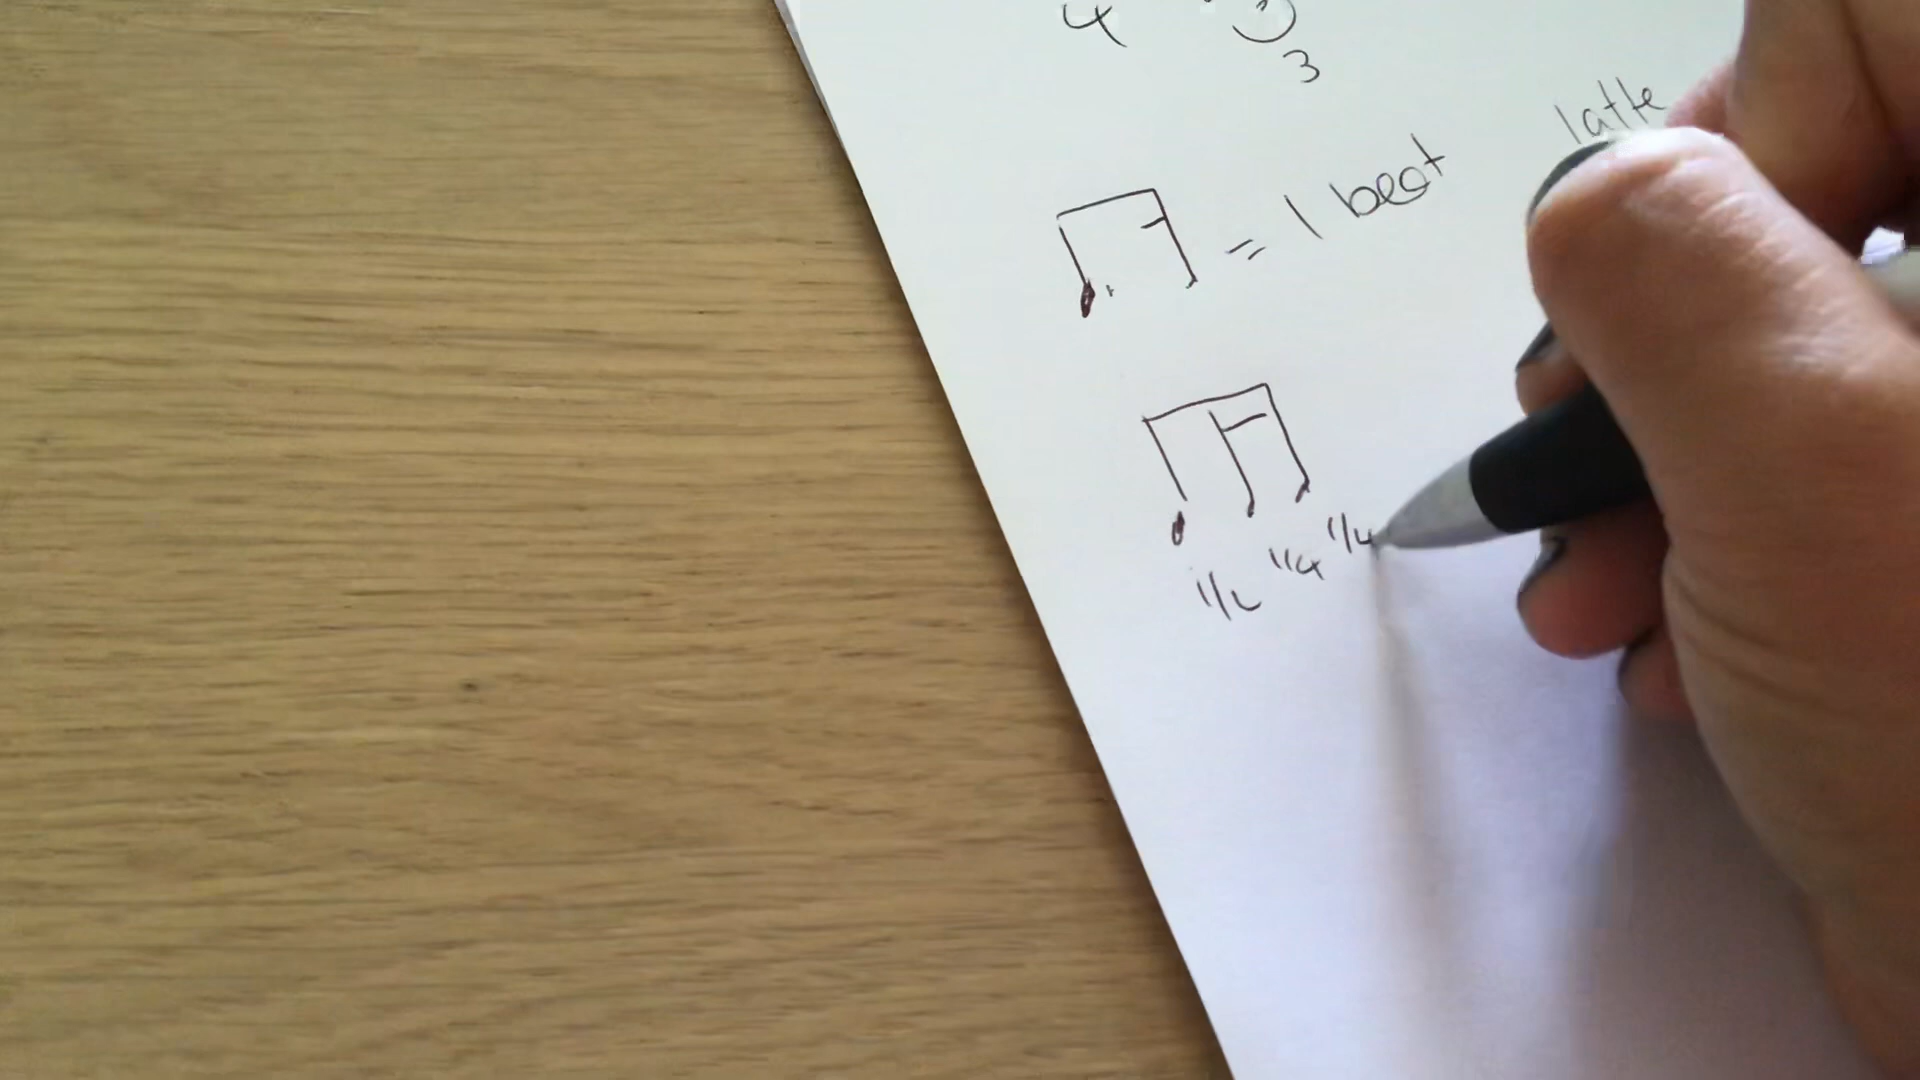 4
3
latte
= 1 beat
1/2 1/4 1/4